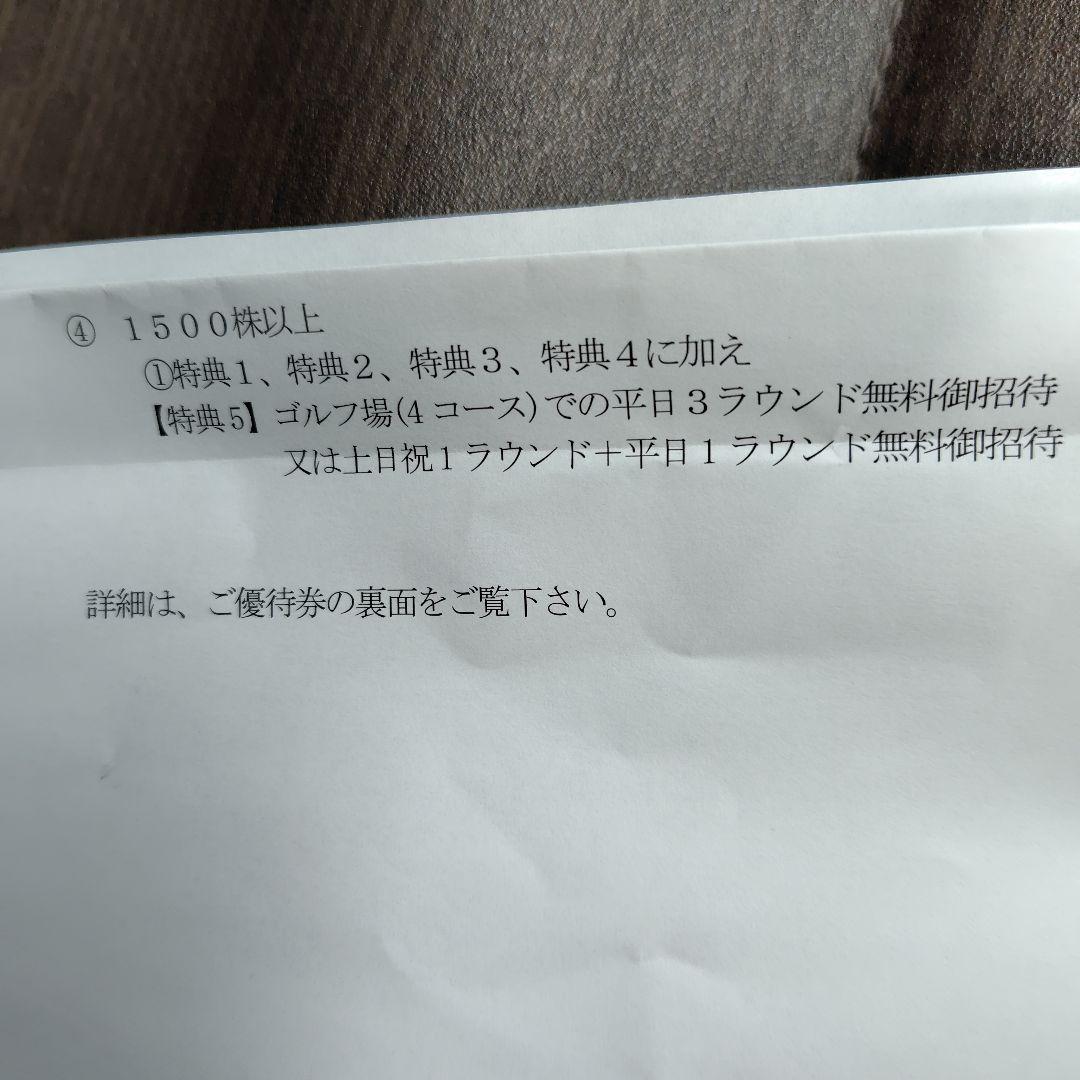 ④ １５００株以上
①特典１、特典２、特典３、特典４に加え
【特典5】ゴルフ場(4コース)での平日３ラウンド無料御招待
又は土日祝１ラウンド＋平日１ラウンド無料御招待
詳細は、ご優待券の裏面をご覧下さい。